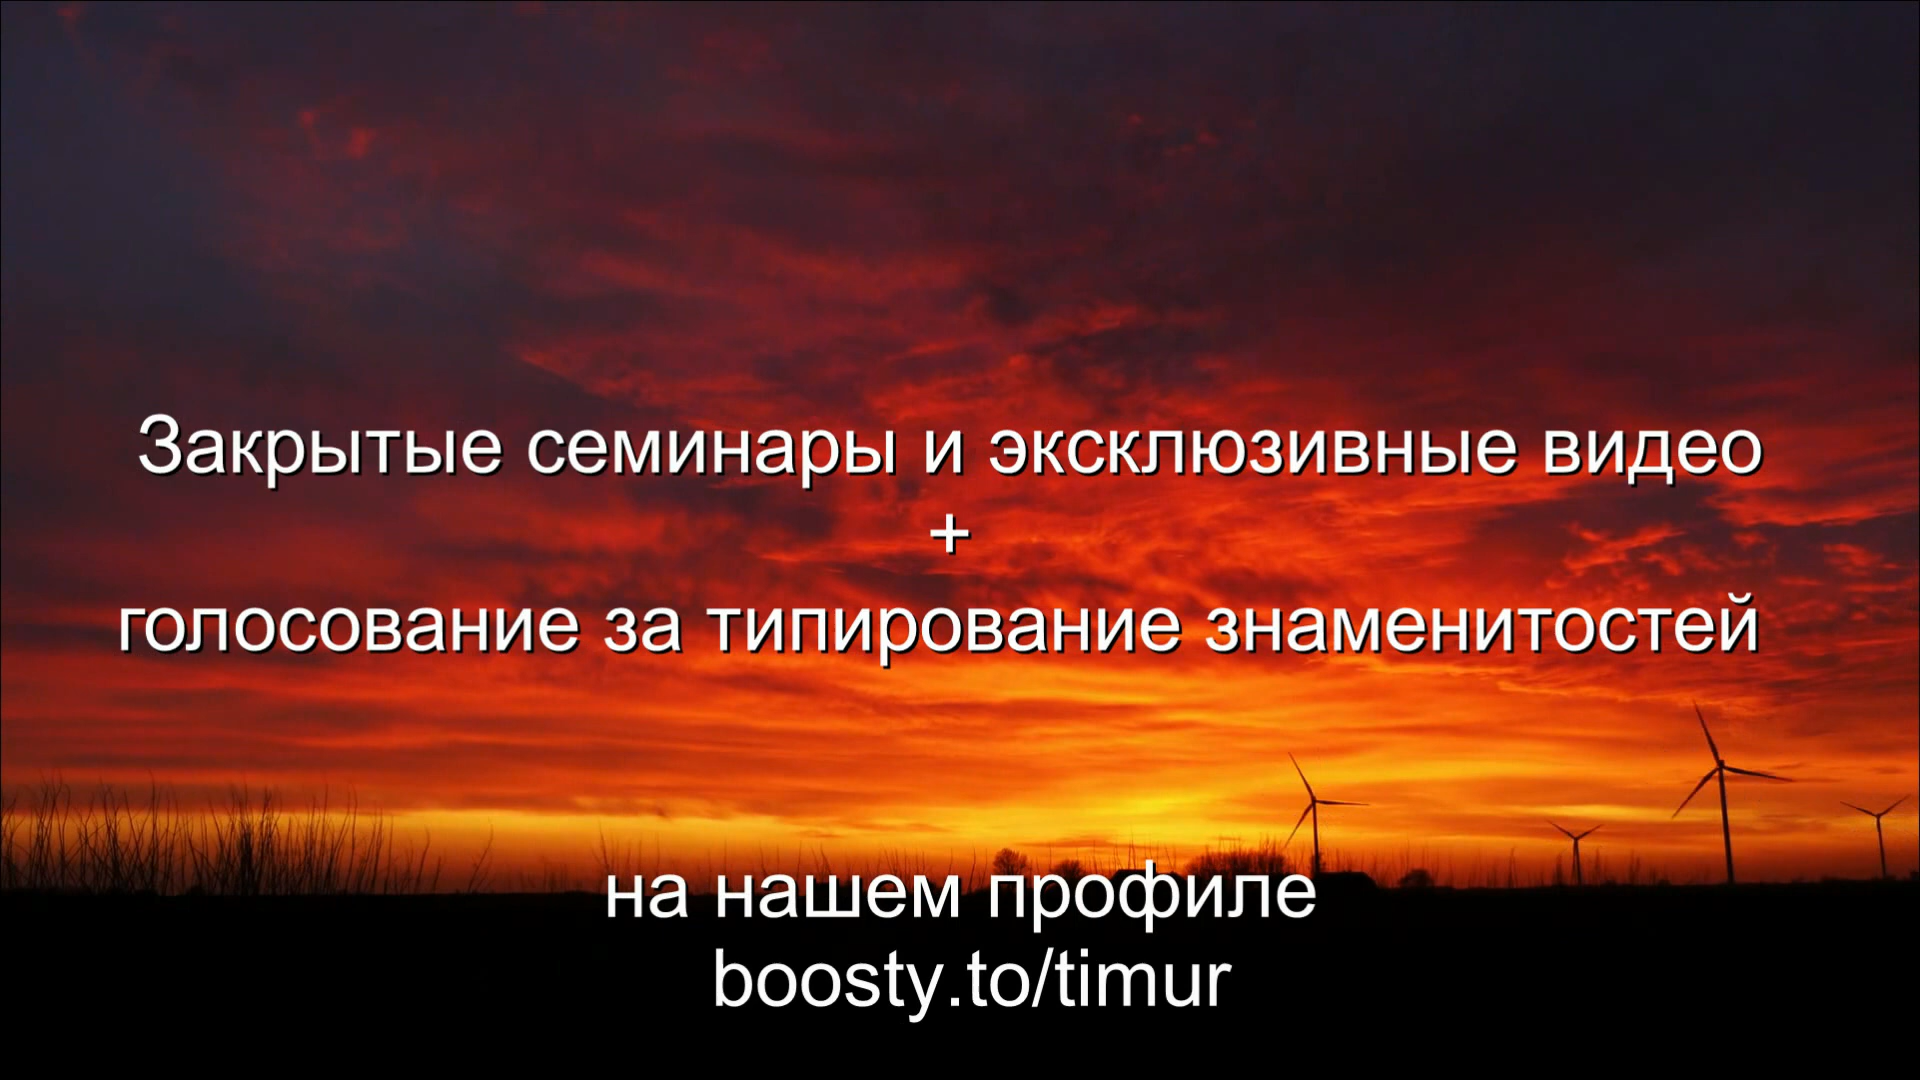 Закрытые семинары и эксклюзивные видео
+
голосование за типирование знаменитостей
на нашем профиле
boosty.to/timur